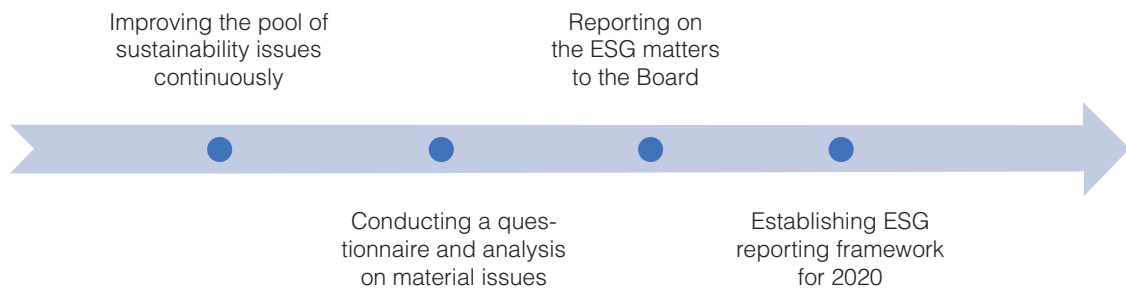 Improving the pool of
sustainability issues
continuously
Conducting a ques-
tionnaire and analysis
on material issues
Reporting on
the ESG matters
to the Board
Establishing ESG
reporting framework
for 2020